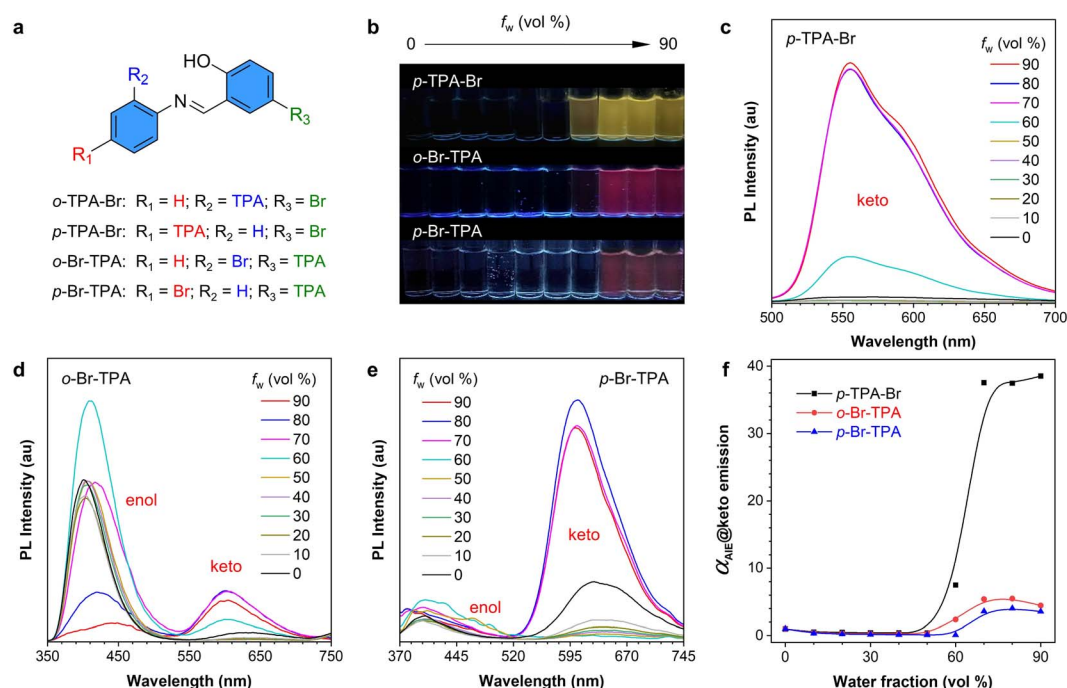 a
HO
R₂
N
R₁
R₃
o-TPA-Br: R₁ = H; R₂ = TPA; R₃ = Br
p-TPA-Br: R₁ = TPA; R₂ = H; R₃ = Br
o-Br-TPA: R₁ = H; R₂ = Br; R₃ = TPA
p-Br-TPA: R₁ = Br; R₂ = H; R₃ = TPA
b
fw (vol %)
0 90
p-TPA-Br
o-Br-TPA
p-Br-TPA
c
p-TPA-Br
fw (vol %)
90
80
70
60
50
40
30
20
10
0
keto
PL Intensity (au)
500 550 600 650 700
Wavelength (nm)
d
o-Br-TPA
fw (vol %)
90
80
70
60
50
40
30
20
10
0
enol
keto
PL Intensity (au)
350 450 550 650 750
Wavelength (nm)
e
fw (vol %)
90
80
70
60
50
40
30
20
10
0
p-Br-TPA
keto
enol
PL Intensity (au)
370 445 520 595 670 745
Wavelength (nm)
f
p-TPA-Br
o-Br-TPA
p-Br-TPA
αAIE@keto emission
40
30
20
10
0
0 30 60 90
Water fraction (vol %)